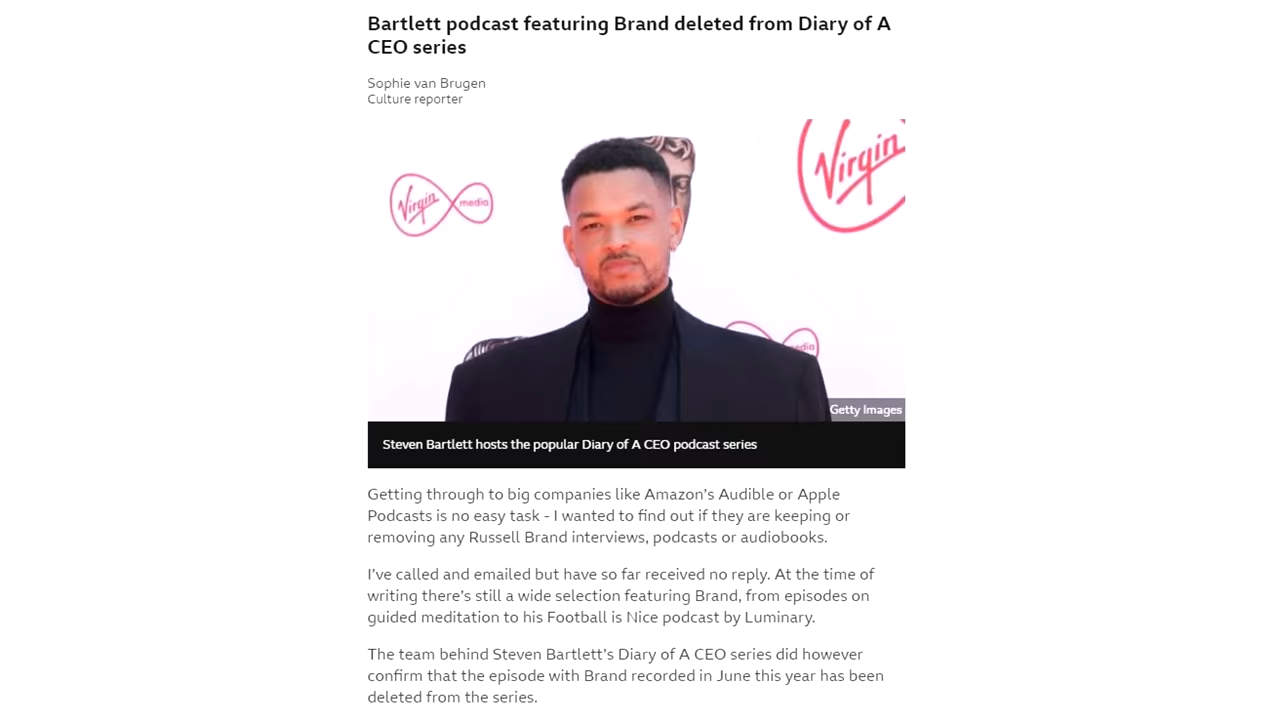 Bartlett podcast featuring Brand deleted from Diary of A
CEO series
Sophie van Brugen
Culture reporter
Virgin
Virgin media
media
Getty Images
Steven Bartlett hosts the popular Diary of A CEO podcast series
Getting through to big companies like Amazon’s Audible or Apple
Podcasts is no easy task - I wanted to find out if they are keeping or
removing any Russell Brand interviews, podcasts or audiobooks.
I’ve called and emailed but have so far received no reply. At the time of
writing there’s still a wide selection featuring Brand, from episodes on
guided meditation to his Football is Nice podcast by Luminary.
The team behind Steven Bartlett’s Diary of A CEO series did however
confirm that the episode with Brand recorded in June this year has been
deleted from the series.